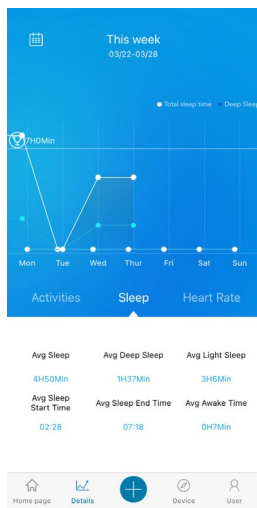 This week
03/22-03/28
Total sleep time Deep Sleep
7H0Min
Mon Tue Wed Thur Fri Sat Sun
Activities Sleep Heart Rate
Avg Sleep Avg Deep Sleep Avg Light Sleep
4H50Min 1H37Min 3H6Min
Avg Sleep
Start Time Avg Sleep End Time Avg Awake Time
02:28 07:18 0H7Min
Home page Details Device User